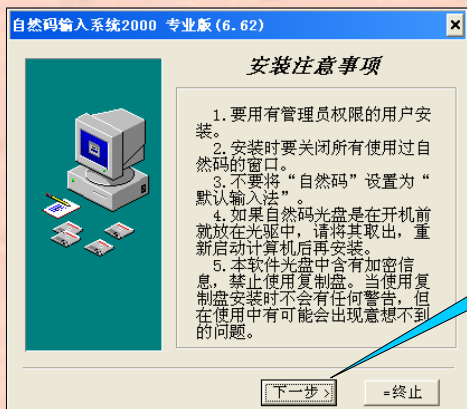 自然码输入系统2000 专业版(6.62)
安装注意事项
1.要用有管理员权限的用户安
装。
2.安装时要关闭所有使用过自
然码的窗口。
3.不要将“自然码”设置为“
默认输入法”。
4.如果自然码光盘是在开机前
就放在光驱中，请将其取出，重
新启动计算机后再安装。
5.本软件光盘中含有加密信
息，禁止使用复制盘。当使用复
制盘安装时不会有任何警告，但
在使用中有可能会出现意想不到
的问题。
下一步> =终止